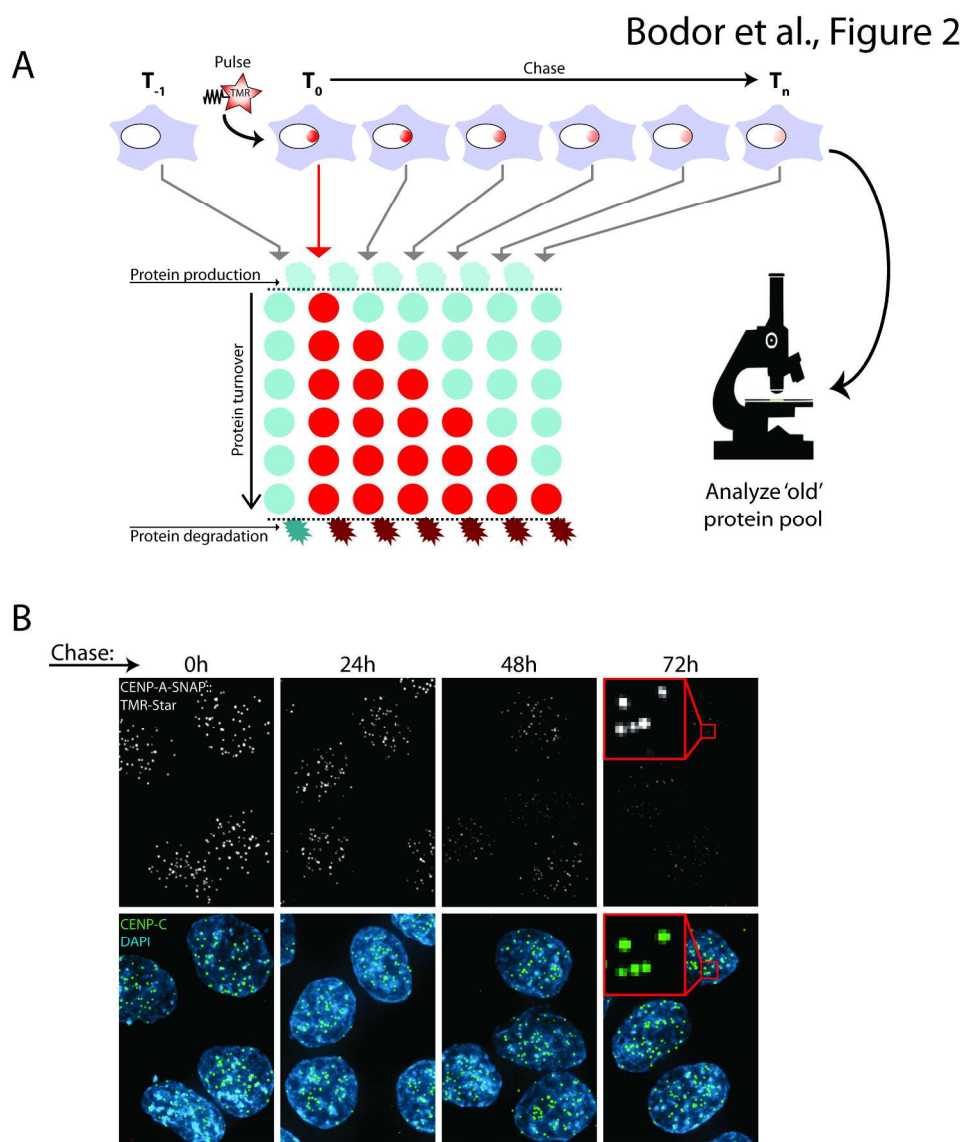 Bodor et al., Figure 2
A
Pulse
Chase
T-1
TMR
T0
Tn
Protein production
Protein turnover
Protein degradation
Analyze 'old'
protein pool
B
Chase:
0h
24h
48h
72h
CENP-A-SNAP::
TMR-Star
CENP-C
DAPI